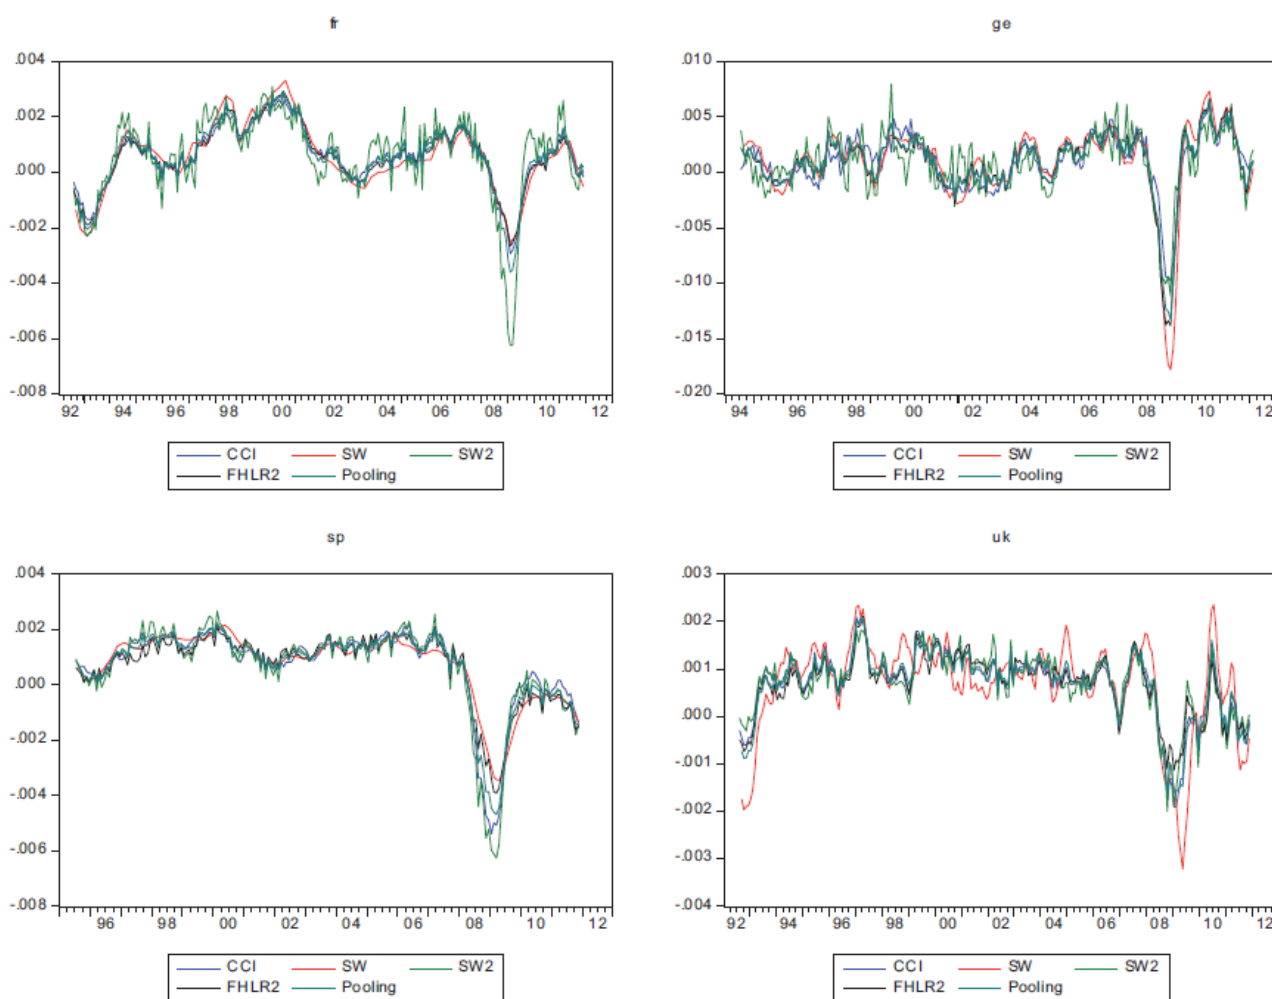 fr
.004
.002
.000
-.002
-.004
-.006
-.008
92 94 96 98 00 02 04 06 08 10 12
CCI SW SW2
FHLR2 Pooling
ge
.010
.005
.000
-.005
-.010
-.015
-.020
94 96 98 00 02 04 06 08 10 12
CCI SW SW2
FHLR2 Pooling
sp
.004
.002
.000
-.002
-.004
-.006
-.008
96 98 00 02 04 06 08 10 12
CCI SW SW2
FHLR2 Pooling
uk
.003
.002
.001
.000
-.001
-.002
-.003
-.004
92 94 96 98 00 02 04 06 08 10 12
CCI SW SW2
FHLR2 Pooling